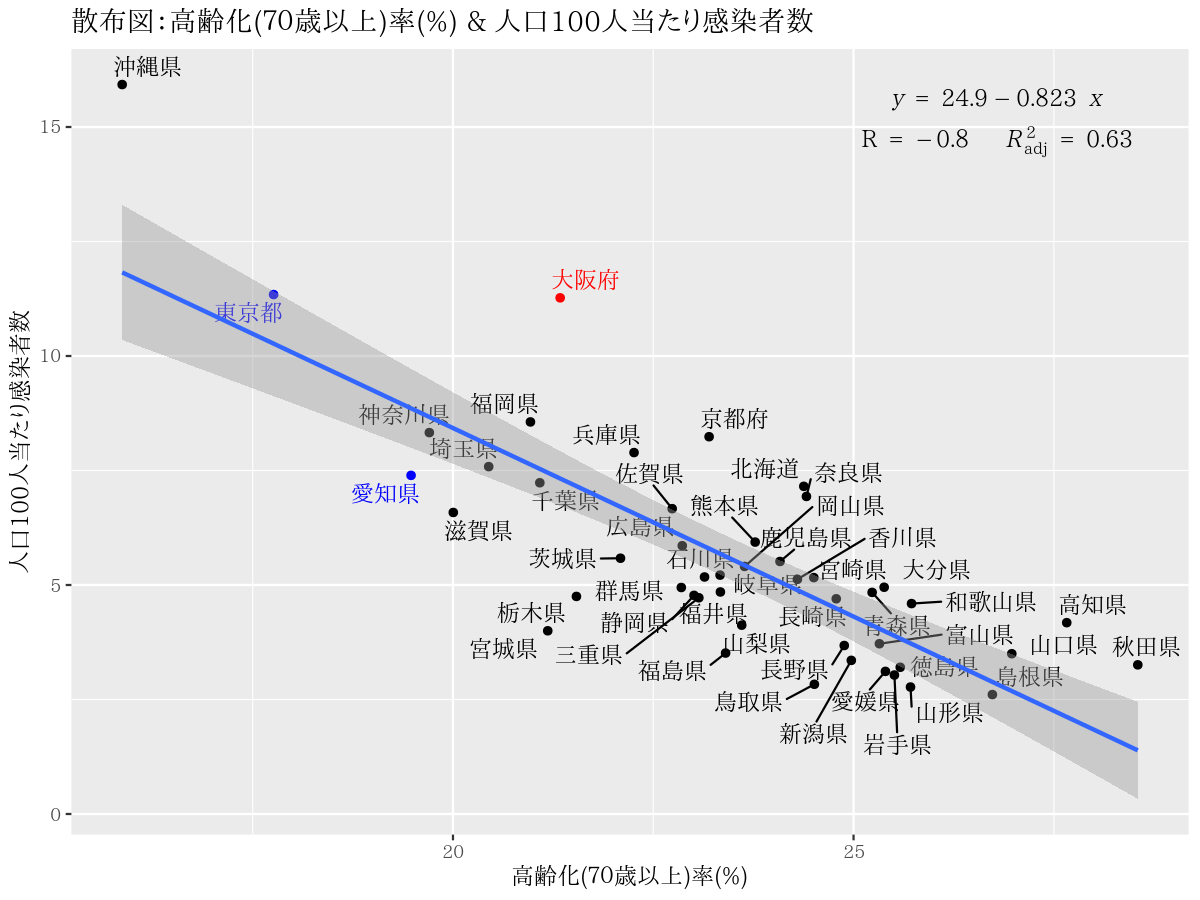 散布図:高齢化(70歳以上)率(%) & 人口100人当たり感染者数
沖縄県
y = 24.9 − 0.823 x
R = −0.8 R²adj = 0.63
15
大阪府
東京都
10
福岡県
神奈川県
京都府
兵庫県
埼玉県
北海道
奈良県
佐賀県
愛知県
千葉県
熊本県
岡山県
滋賀県
広島県
鹿児島県
香川県
茨城県
石川県
宮崎県
大分県
5
岐阜県
群馬県
和歌山県
高知県
栃木県
静岡県
福井県
長崎県
青森県
富山県
宮城県
三重県
山梨県
山口県
秋田県
福島県
長野県
徳島県
島根県
鳥取県
愛媛県
山形県
新潟県
岩手県
0
20
25
高齢化(70歳以上)率(%)
人口100人当たり感染者数